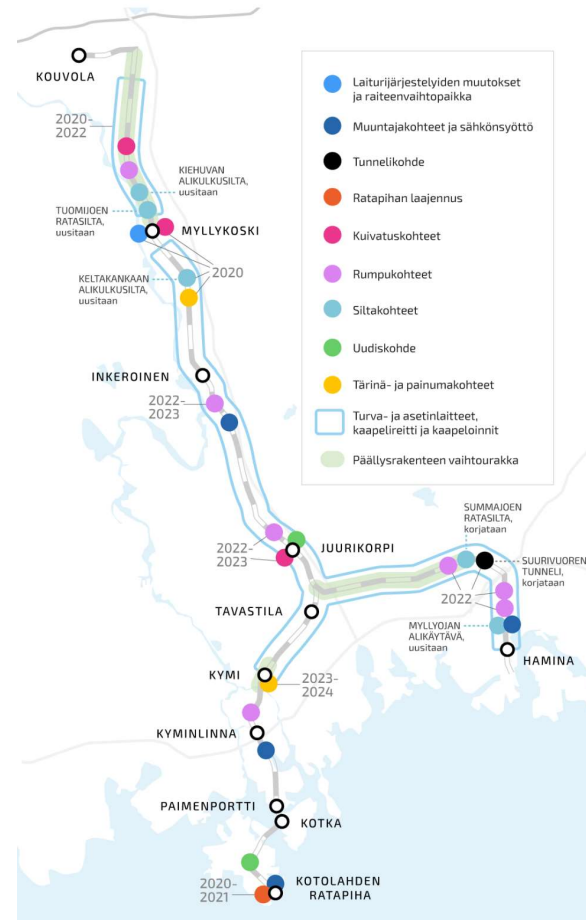 KOUVOLA
2020-
2022
KIEHUVAN
ALIKULKUSILTA,
uusitaan
TUOMIJOEN
RATASILTA,
uusitaan
MYLLYKOSKI
2020
KELTAKANKAAN
ALIKULKUSILTA,
uusitaan
INKEROINEN
2022-
2023
2022-
2023
JUURIKORPI
TAVASTILA
KYMI
2023-
2024
KYMINLINNA
PAIMENPORTTI
KOTKA
2020-
2021
KOTOLAHDEN
RATAPIHA
Laiturijärjestelyiden muutokset
ja raiteenvaihtopaikka
Muuntajakohteet ja sähkönsyöttö
Tunnelikohde
Ratapihan laajennus
Kuivatuskohteet
Rumpukohteet
Siltakohteet
Uudiskohde
Tärinä- ja painumakohteet
Turva- ja asetinlaitteet,
kaapelireitti ja kaapeloinnit
Päällysrakenteen vaihtourakka
SUMMAJOEN
RATASILTA,
korjataan
SUURIVUOREN
TUNNELI,
korjataan
2022
MYLLYOJAN
ALIKÄYTÄVÄ,
uusitaan
HAMINA